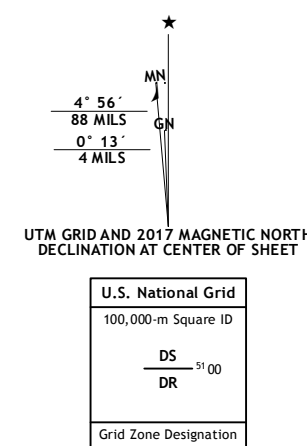 MN
4° 56´
88 MILS
GN
0° 13´
4 MILS
UTM GRID AND 2017 MAGNETIC NORTH
DECLINATION AT CENTER OF SHEET
U.S. National Grid
100,000-m Square ID
DS
51 00
DR
Grid Zone Designation